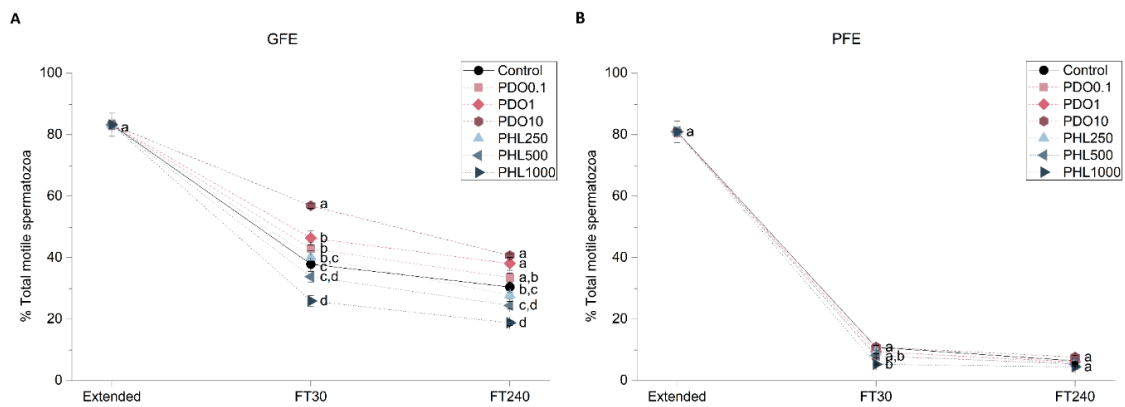 A
GFE
% Total motile spermatozoa
100
80
60
40
20
0
Extended
FT30
FT240
Control
PDO0.1
PDO1
PDO10
PHL250
PHL500
PHL1000
a
a
b
b
b,c
c
c,d
d
a
a
a,b
b,c
c,d
d
B
PFE
% Total motile spermatozoa
100
80
60
40
20
0
Extended
FT30
FT240
Control
PDO0.1
PDO1
PDO10
PHL250
PHL500
PHL1000
a
a
a,b
b
a
a